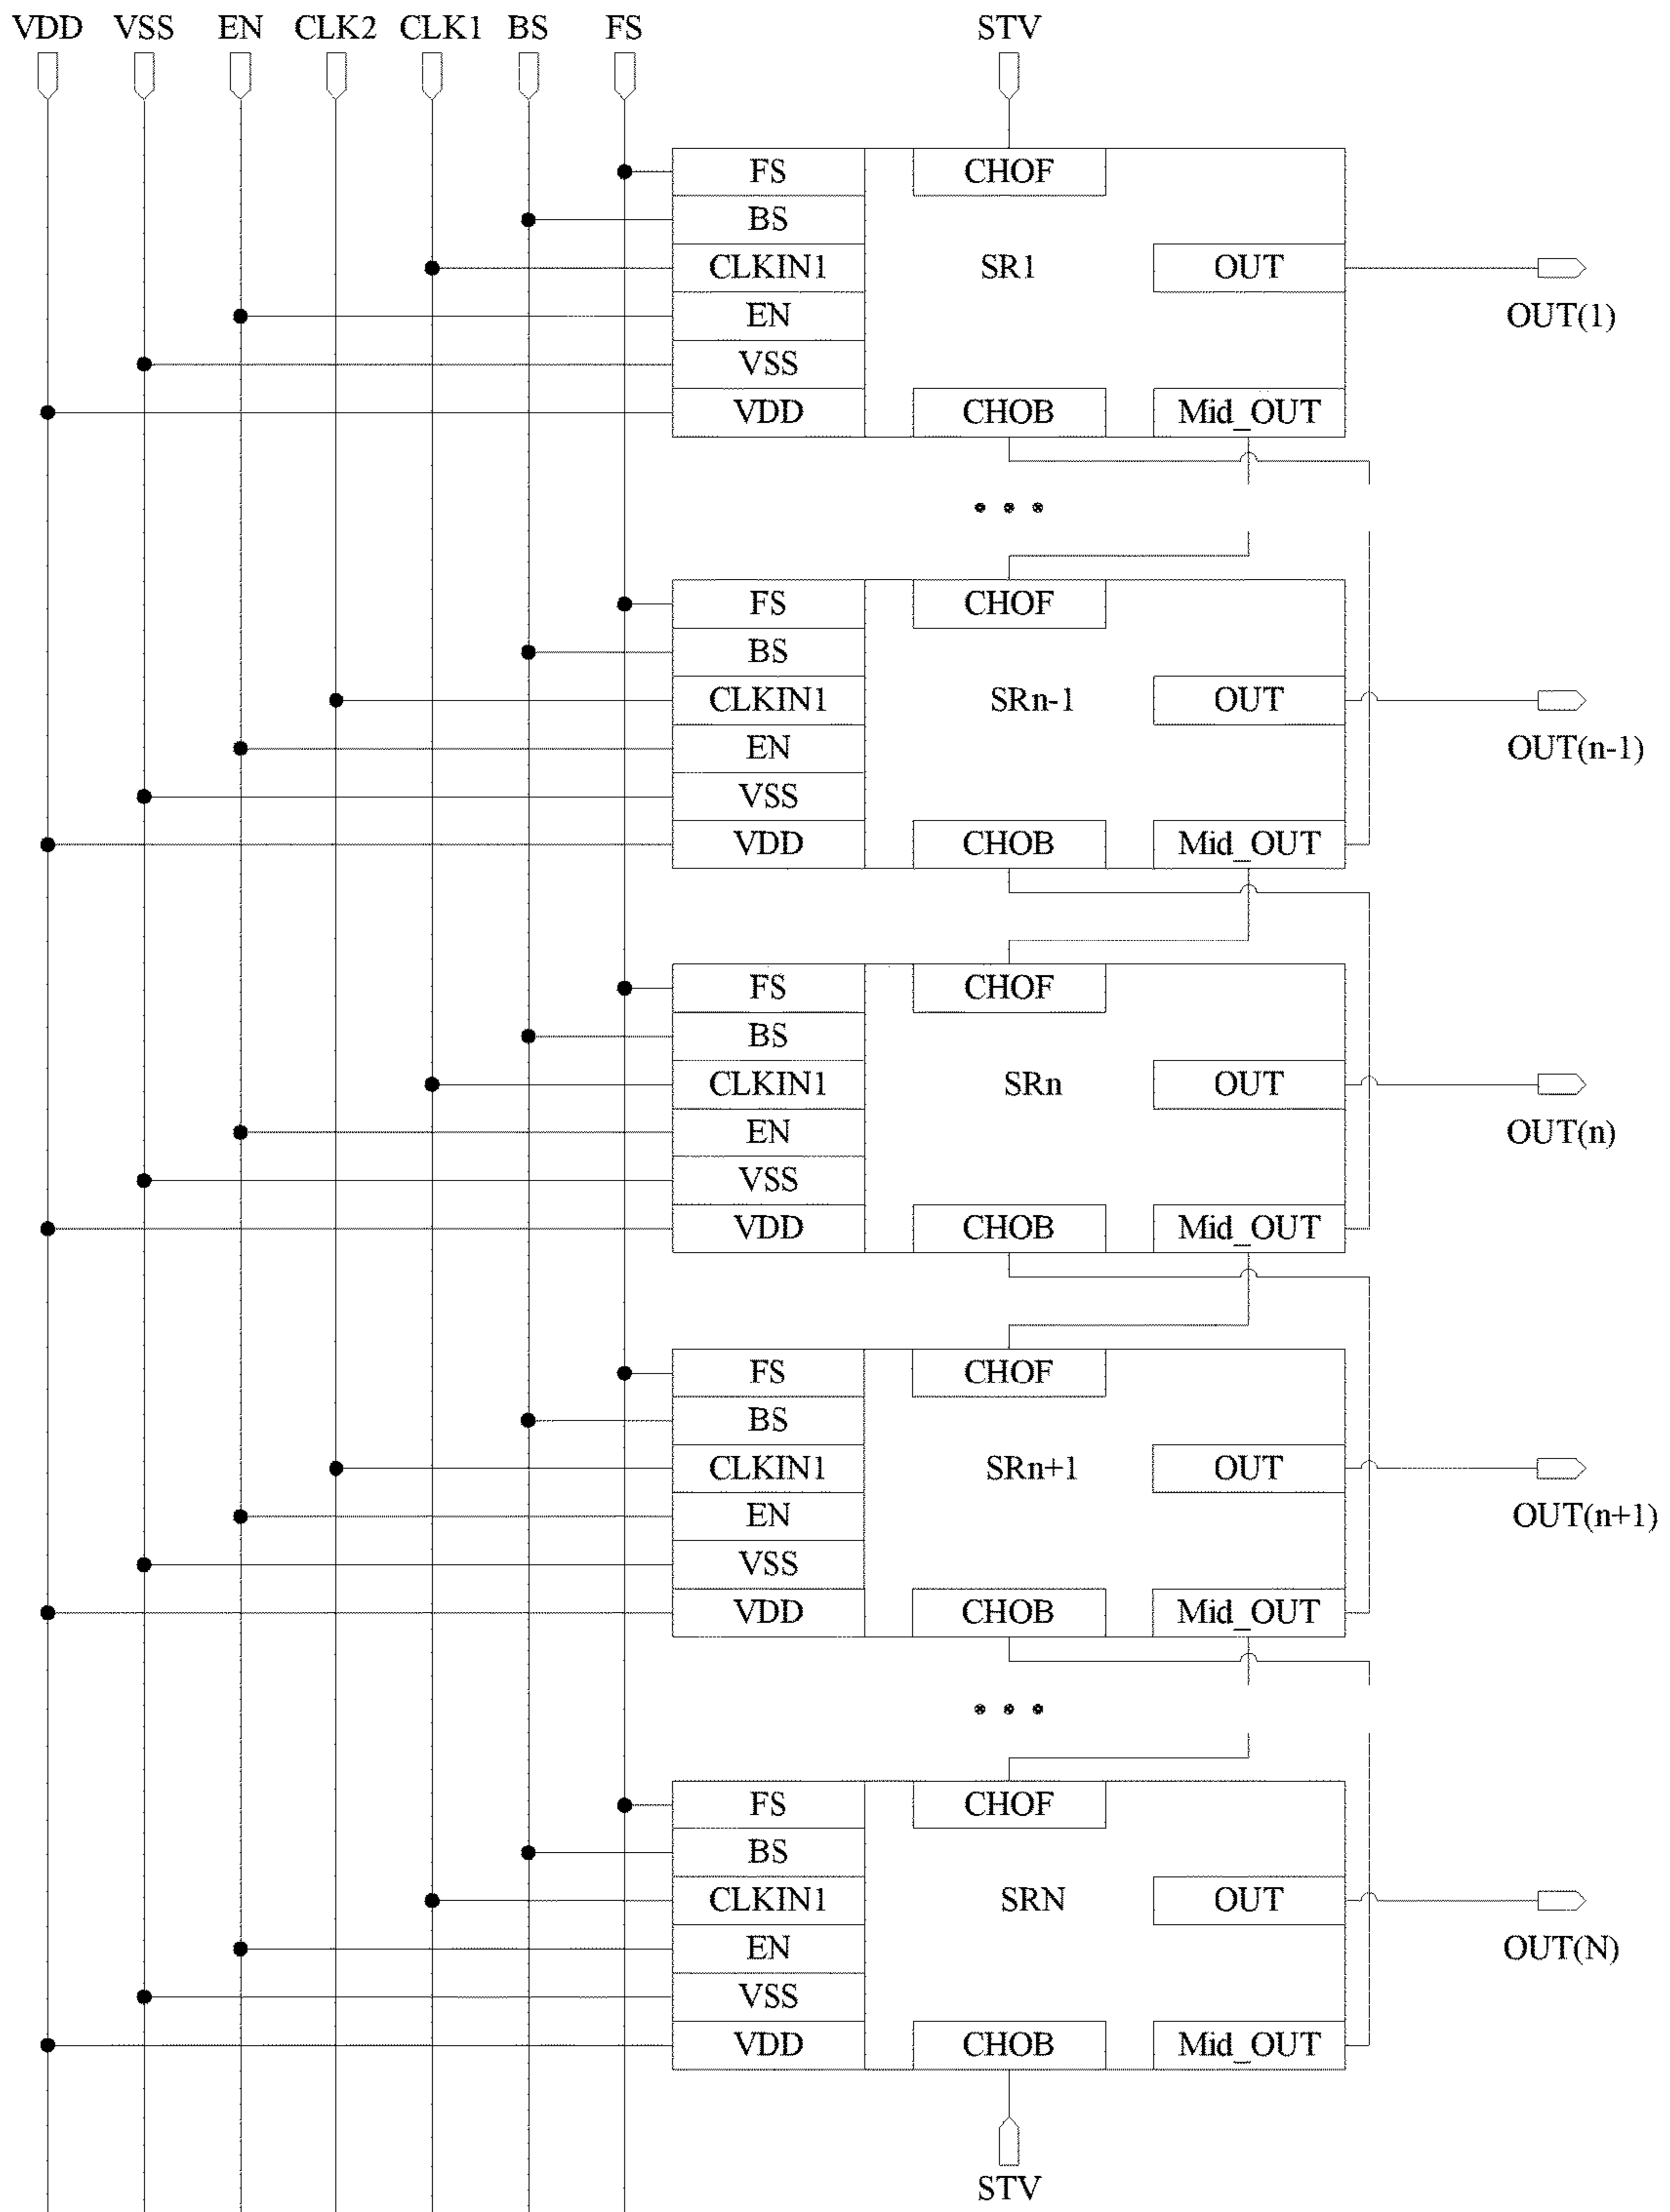 VDD VSS EN CLK2 CLK1 BS FS STV
FS CHOF
BS
CLKIN1 SR1 OUT
EN OUT(1)
VSS
VDD CHOB Mid_OUT
FS CHOF
BS
CLKIN1 SRn-1 OUT
EN OUT(n-1)
VSS
VDD CHOB Mid_OUT
FS CHOF
BS
CLKIN1 SRn OUT
EN OUT(n)
VSS
VDD CHOB Mid_OUT
FS CHOF
BS
CLKIN1 SRn+1 OUT
EN OUT(n+1)
VSS
VDD CHOB Mid_OUT
FS CHOF
BS
CLKIN1 SRN OUT
EN OUT(N)
VSS
VDD CHOB Mid_OUT
STV